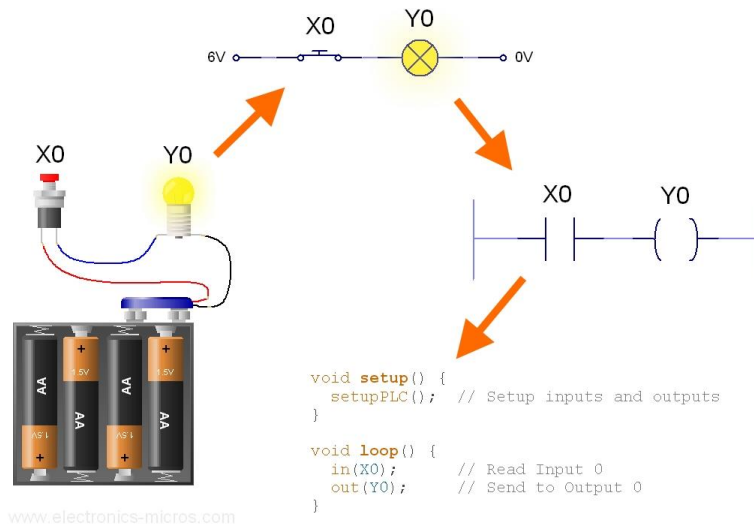 X0
Y0
6V
0V
X0
Y0
X0
Y0
+
1.5V
AA
AA
1.5V
+
+
1.5V
AA
AA
1.5V
+
void setup() {
setupPLC(); // Setup inputs and outputs
}
void loop() {
in(X0); // Read Input 0
out(Y0); // Send to Output 0
}
www.electronics-micros.com